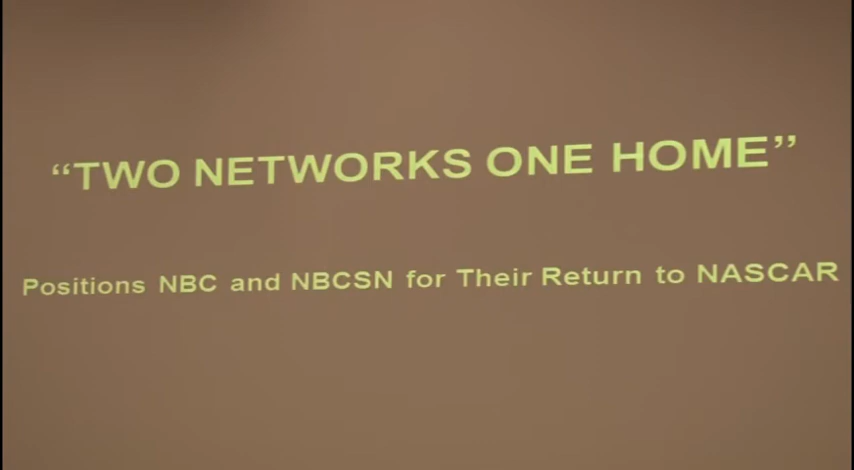 “TWO NETWORKS ONE HOME”
Positions NBC and NBCSN for Their Return to NASCAR